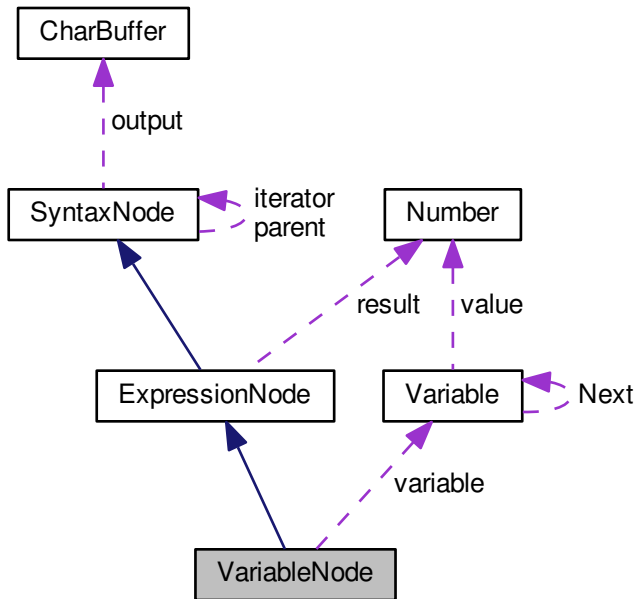 CharBuffer
output
SyntaxNode
iterator
parent
Number
result
value
ExpressionNode
Variable
Next
variable
VariableNode